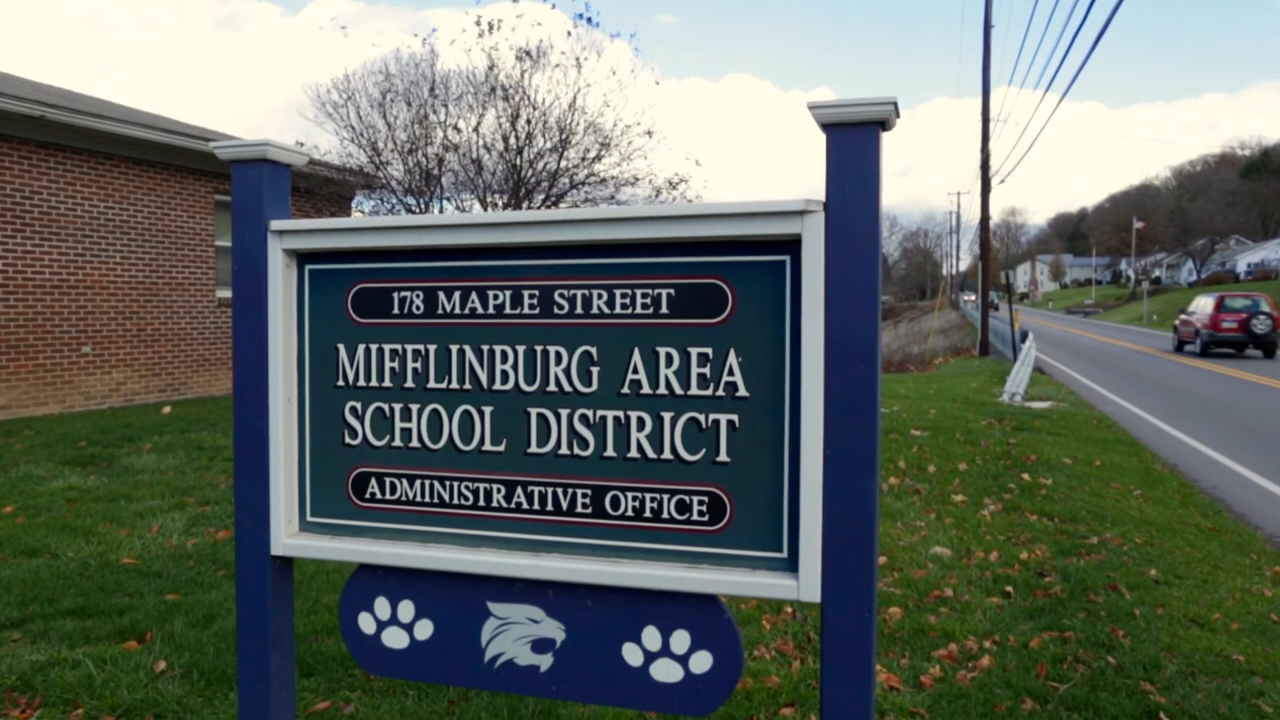 178 MAPLE STREET
MIFFLINBURG AREA
SCHOOL DISTRICT
ADMINISTRATIVE OFFICE